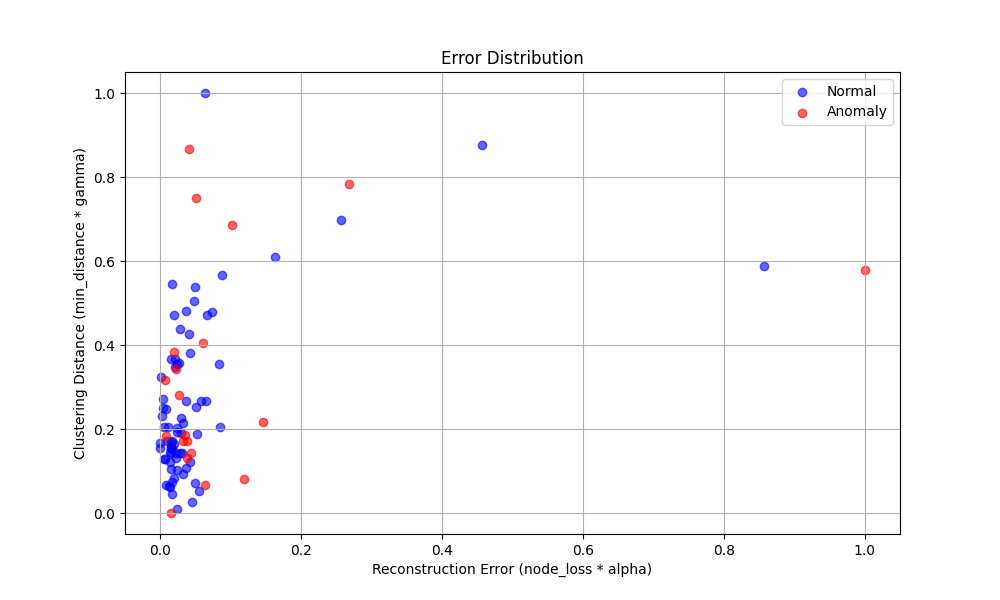 Error Distribution
Normal
Anomaly
Clustering Distance (min_distance * gamma)
1.0
0.8
0.6
0.4
0.2
0.0
0.0 0.2 0.4 0.6 0.8 1.0
Reconstruction Error (node_loss * alpha)